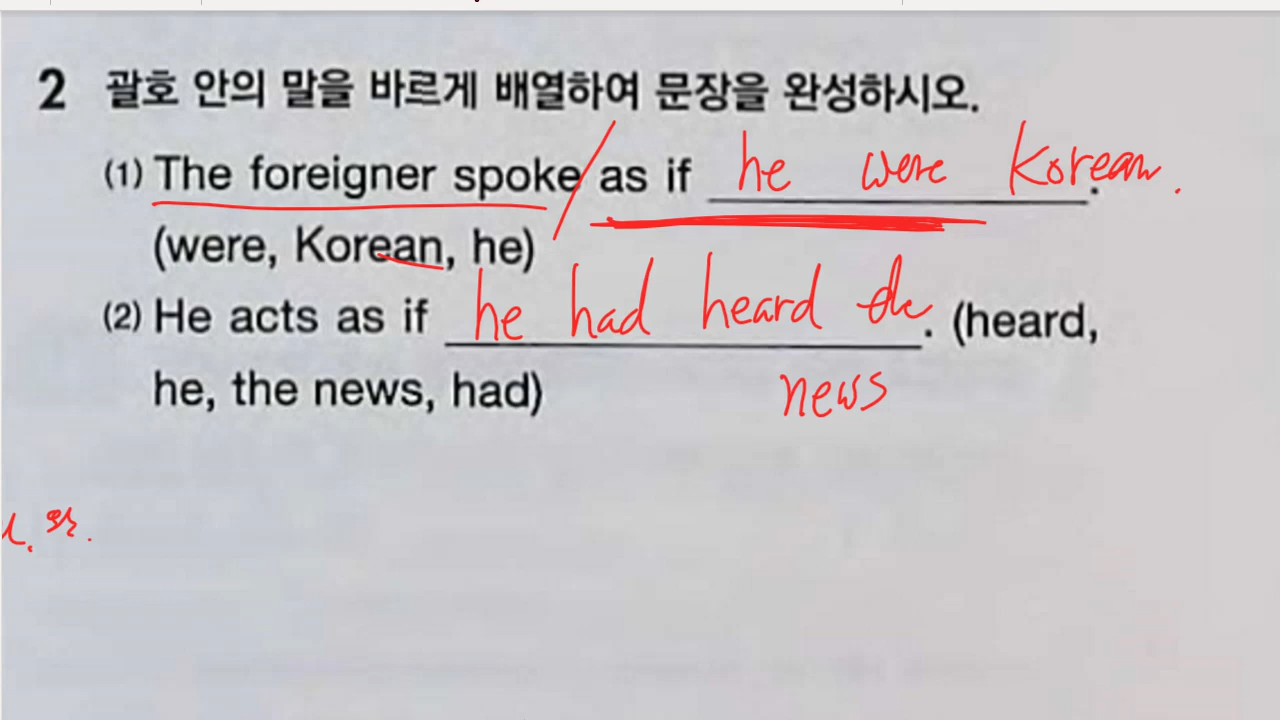 2 괄호 안의 말을 바르게 배열하여 문장을 완성하시오.
(1) The foreigner spoke / as if he were Korean.
(were, Korean, he)
(2) He acts as if he had heard the . (heard,
he, the news, had) news